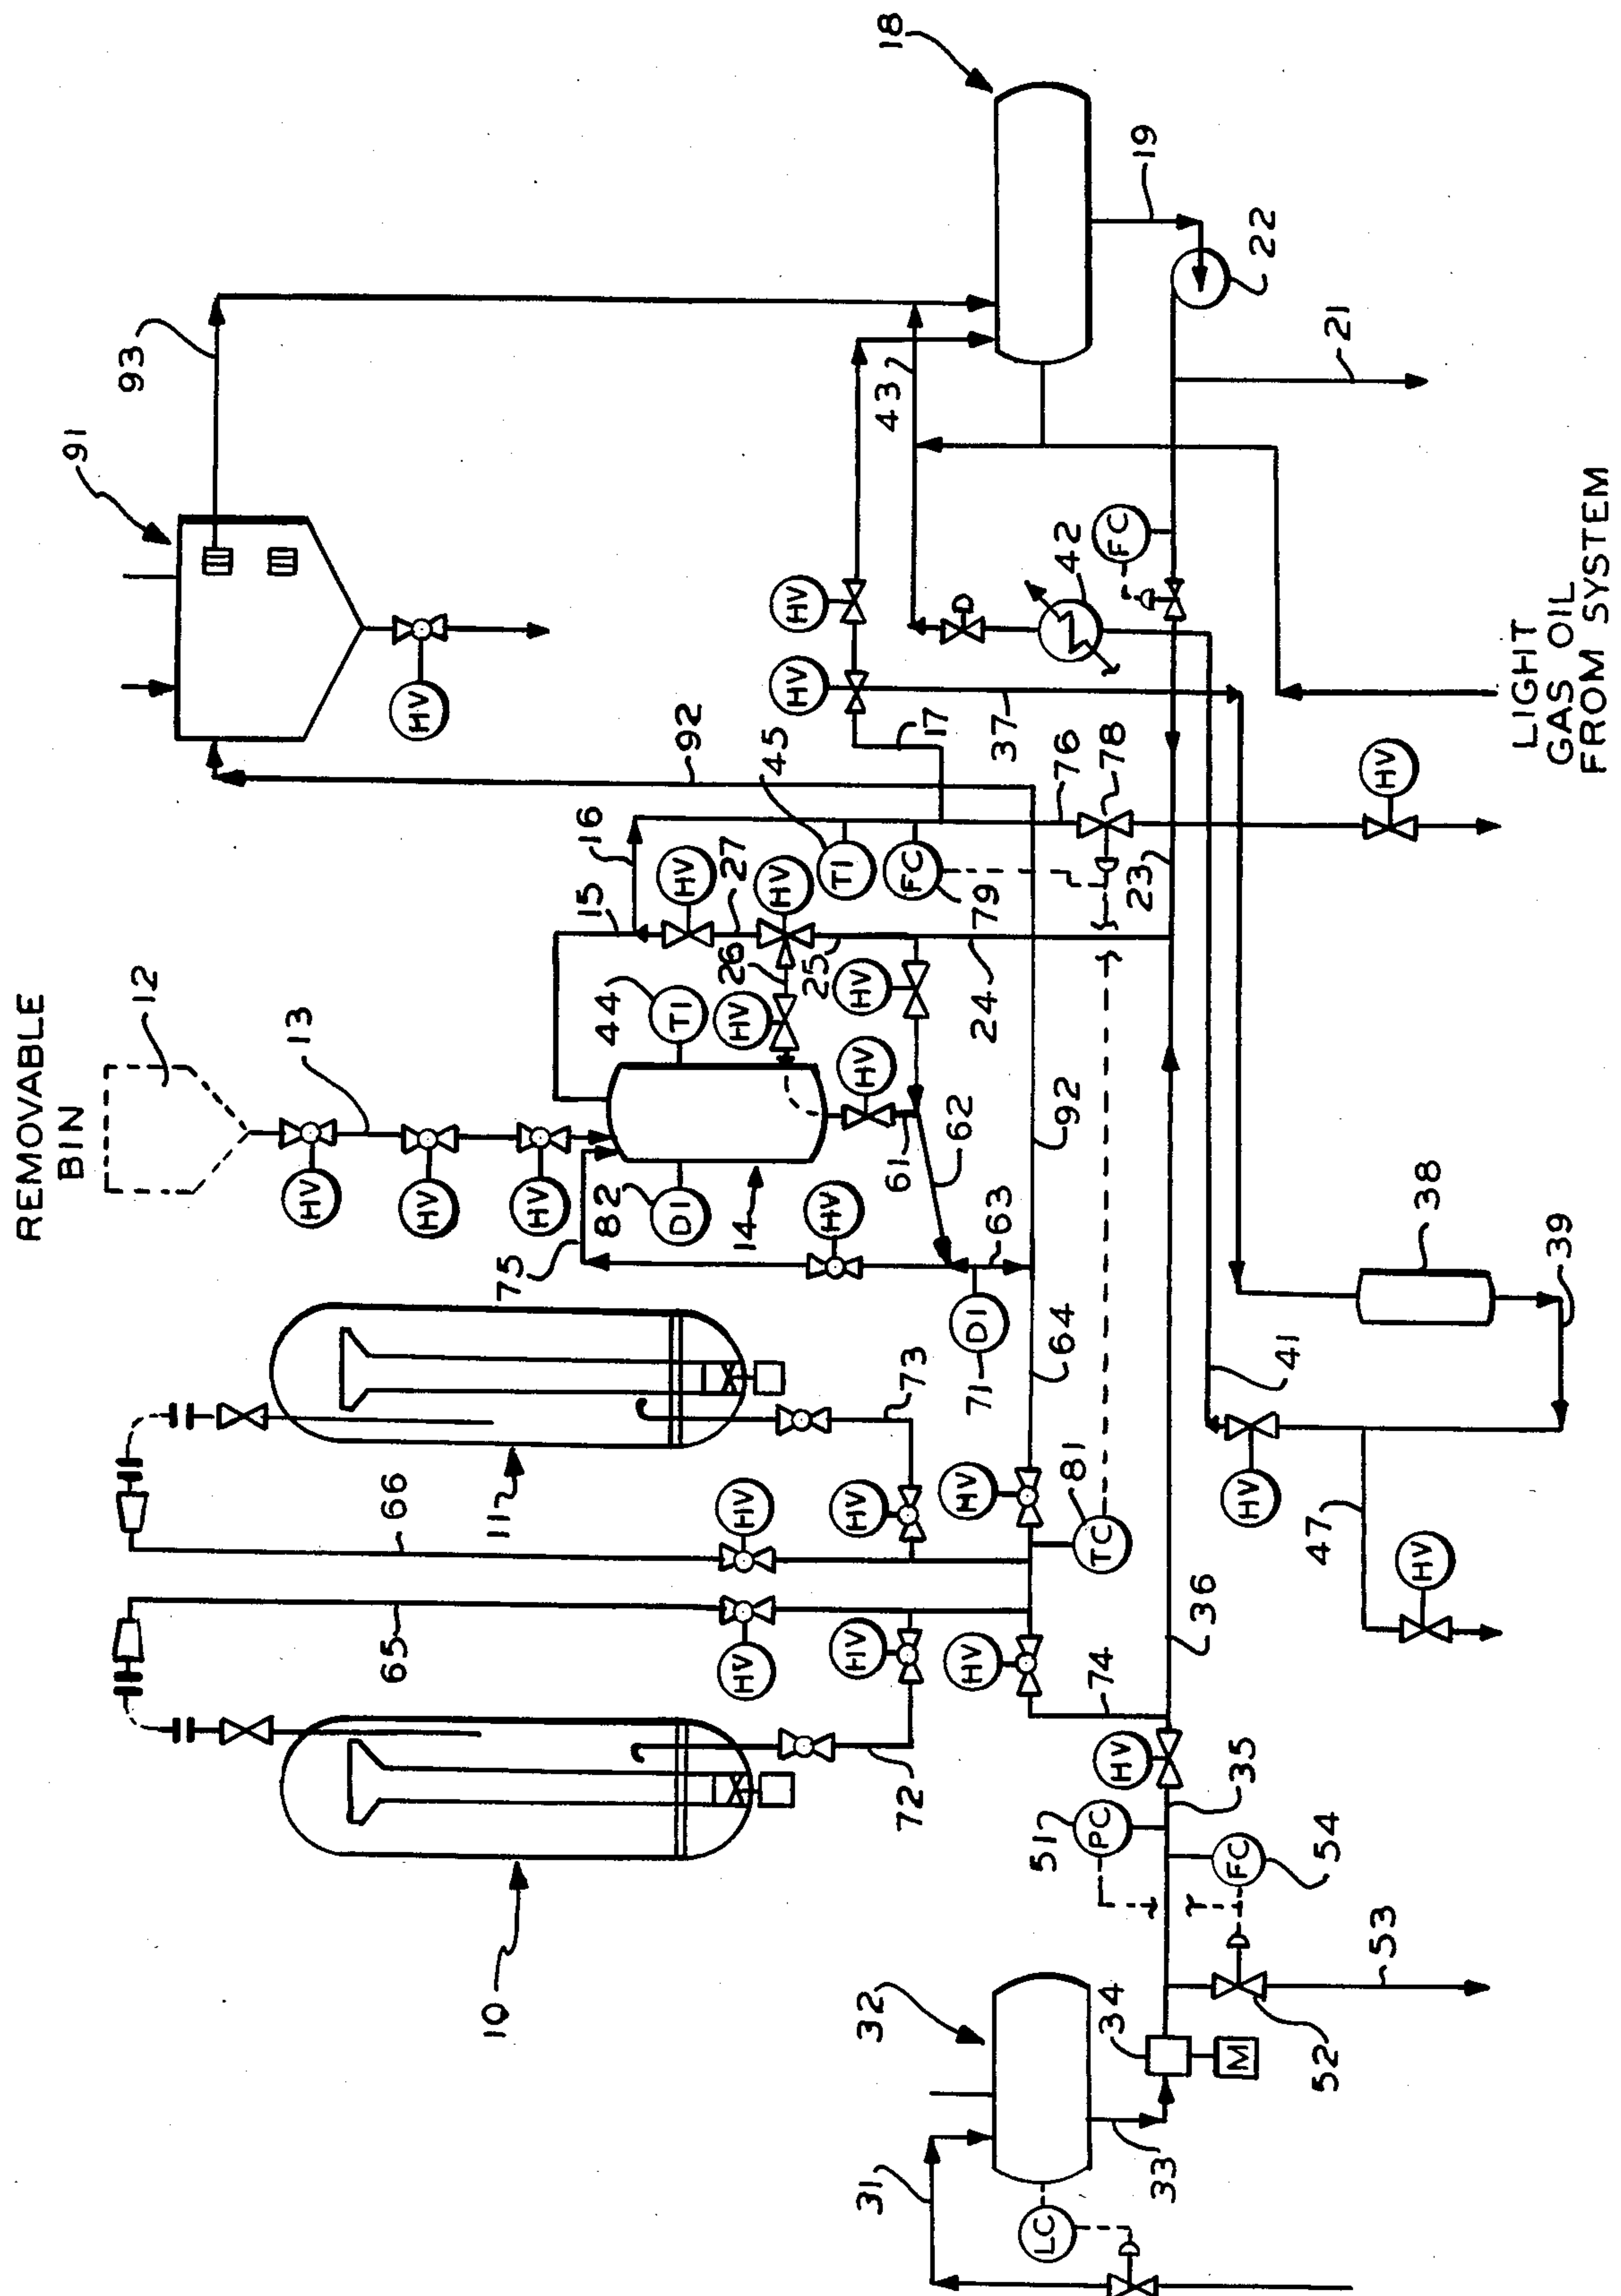 REMOVABLE
BIN
12
13
HV
HV
HV
91
93
HV
92
18
19
22
21
43
42
FC
HV
HV
17
37
16
15
45
TI
HV
27
HV
26
FC
79
76
78
HV
23
25
24
44
TI
HV
HV
HV
82
DI
14
75
HV
61
62
63
92
64
DI
71
11
73
66
HV
HV
HV
TC
81
65
HV
HV
HV
74
10
72
36
HV
35
51
PC
FC
54
53
52
34
M
32
33
31
LC
38
39
41
HV
47
HV
LIGHT
GAS OIL
FROM SYSTEM